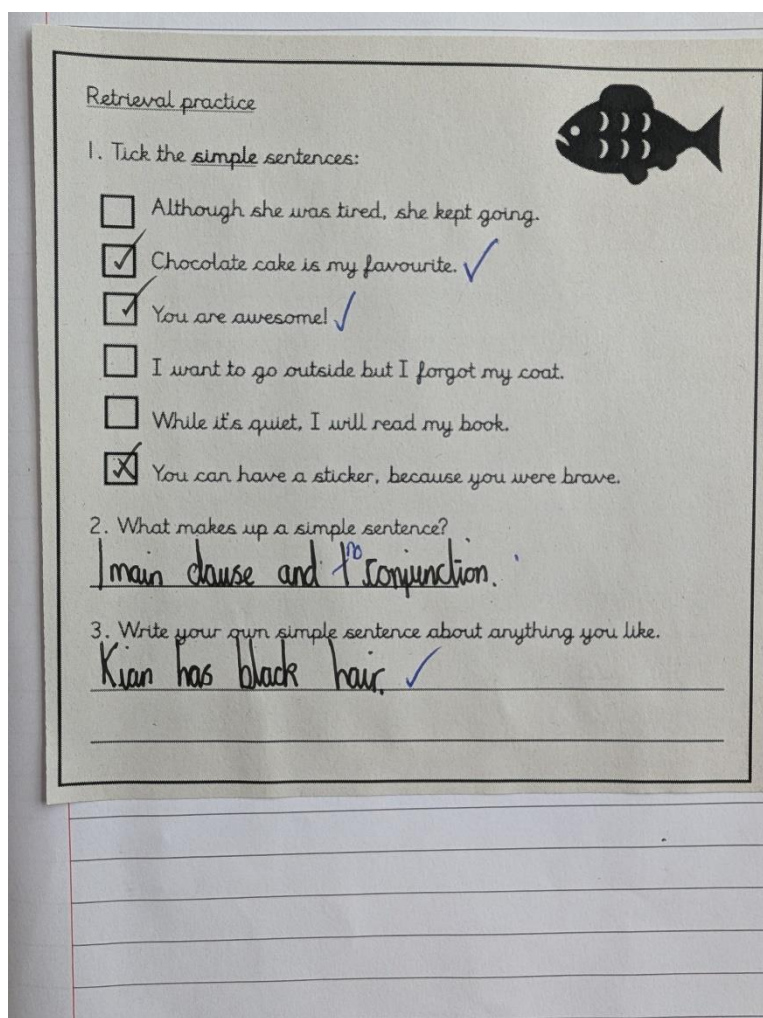 Retrieval practice
1. Tick the simple sentences:
Although she was tired, she kept going.
Chocolate cake is my favourite.
You are awesome!
I want to go outside but I forgot my coat.
While it's quiet, I will read my book.
You can have a sticker, because you were brave.
2. What makes up a simple sentence?
1 main clause and no conjunction.
3. Write your own simple sentence about anything you like.
Kian has black hair.